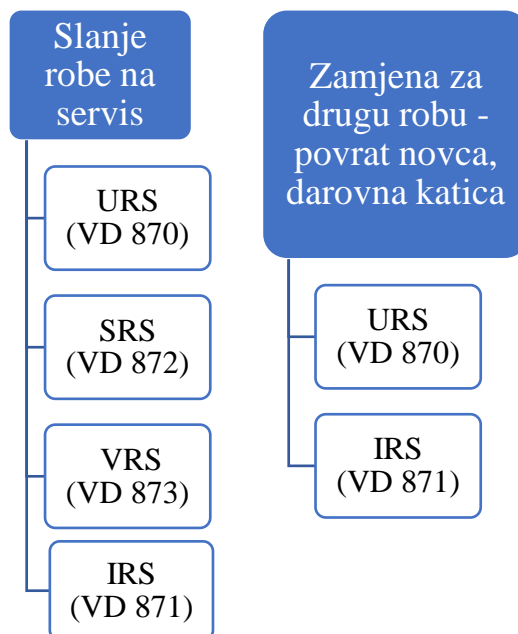 Slanje
robe na
servis
URS
(VD 870)
SRS
(VD 872)
VRS
(VD 873)
IRS
(VD 871)
Zamjena za
drugu robu -
povrat novca,
darovna katica
URS
(VD 870)
IRS
(VD 871)